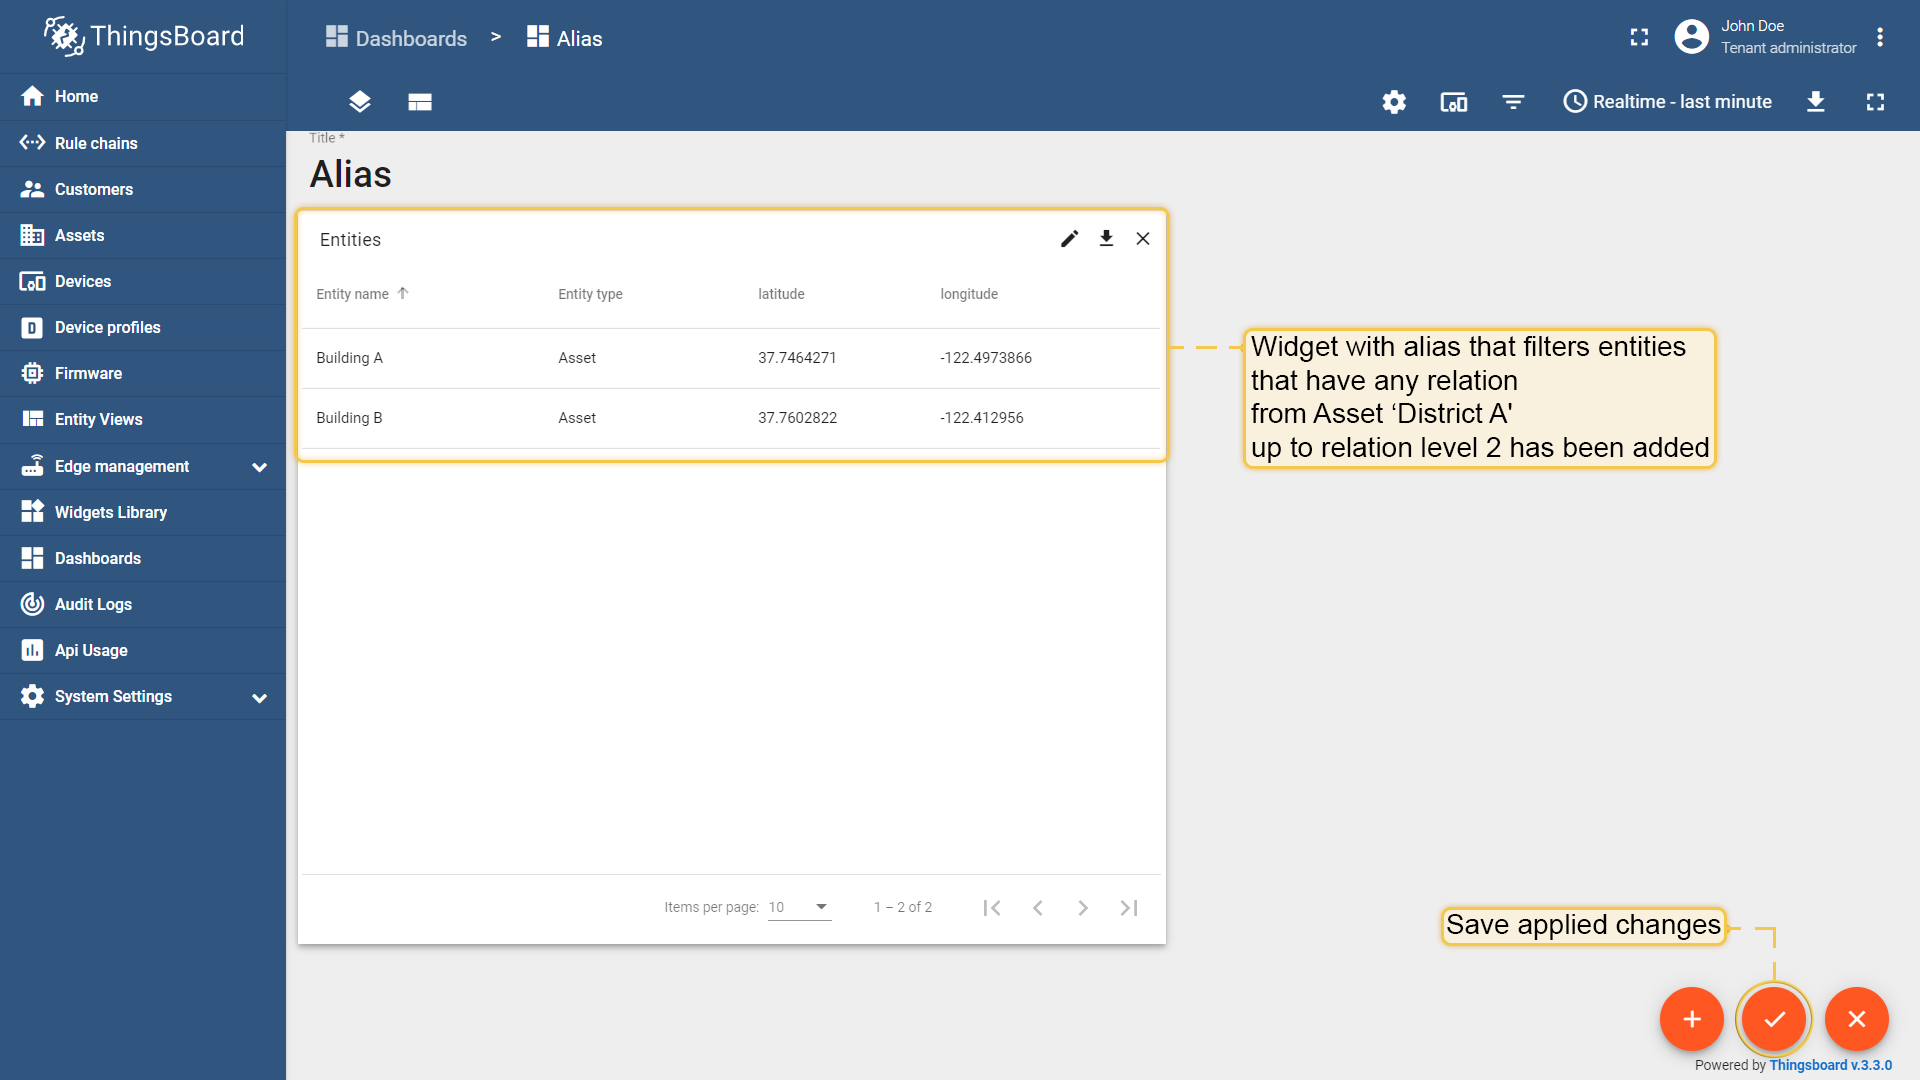 ThingsBoard
Dashboards > Alias
John Doe
Tenant administrator
Realtime - last minute
Home
Rule chains
Customers
Assets
Devices
D Device profiles
Firmware
Entity Views
Edge management
Widgets Library
Dashboards
Audit Logs
Api Usage
System Settings
Title *
Alias
Entities
Entity name Entity type latitude longitude
Building A Asset 37.7464271 -122.4973866
Building B Asset 37.7602822 -122.412956
Widget with alias that filters entities
that have any relation
from Asset ‘District A'
up to relation level 2 has been added
Items per page: 10 1 – 2 of 2
Save applied changes
Powered by Thingsboard v.3.3.0